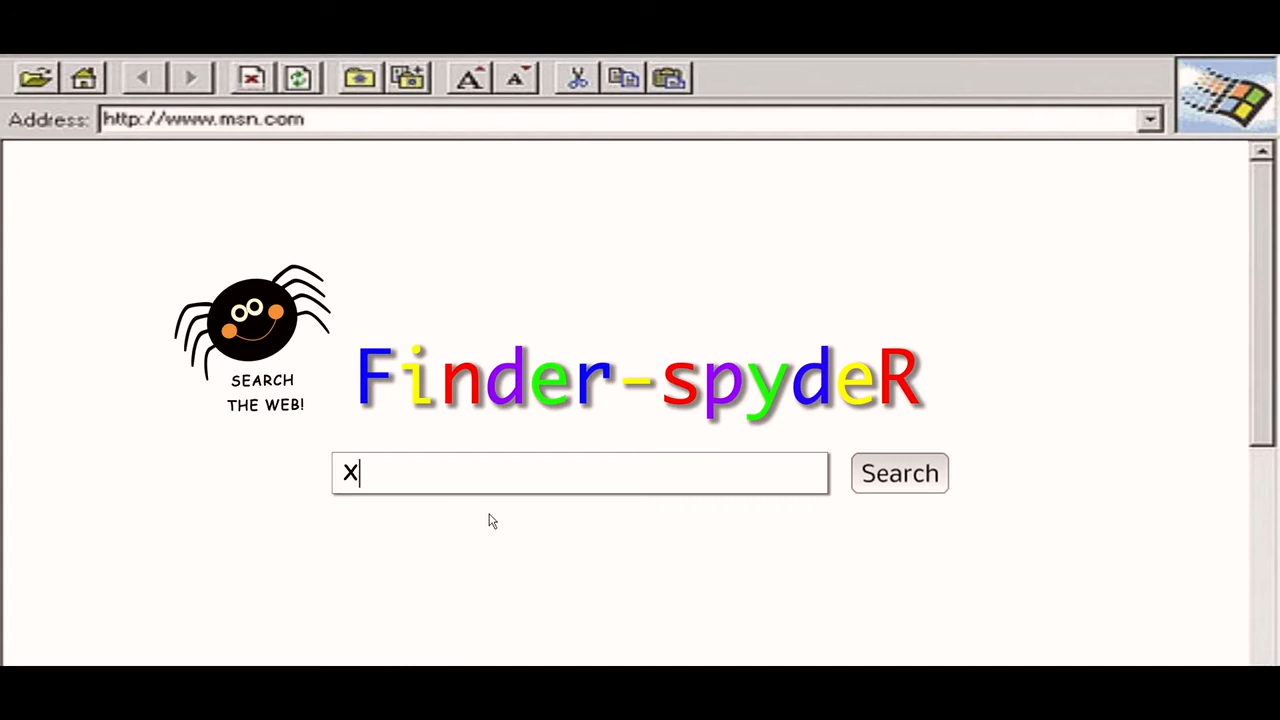 A A
Address: http://www.msn.com
SEARCH
THE WEB!
Finder-spydeR
X Search